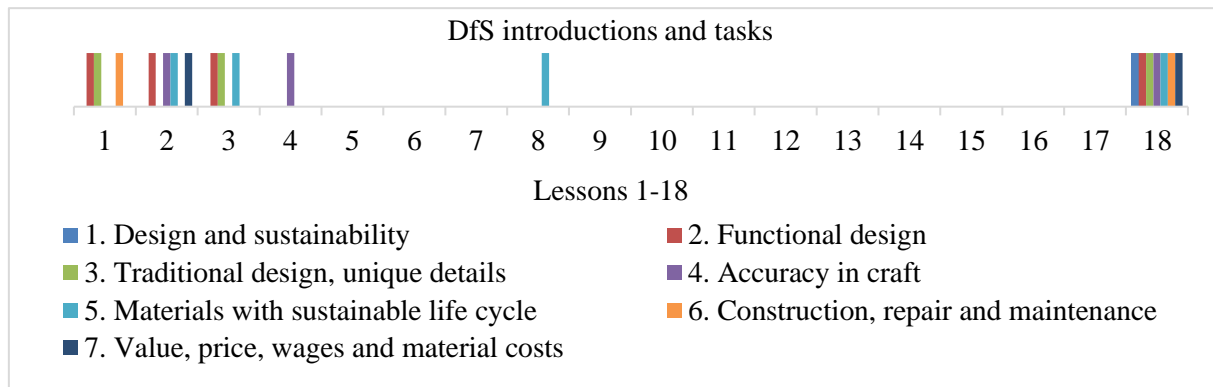 DfS introductions and tasks
1 2 3 4 5 6 7 8 9 10 11 12 13 14 15 16 17 18
Lessons 1-18
1. Design and sustainability 2. Functional design
3. Traditional design, unique details 4. Accuracy in craft
5. Materials with sustainable life cycle 6. Construction, repair and maintenance
7. Value, price, wages and material costs